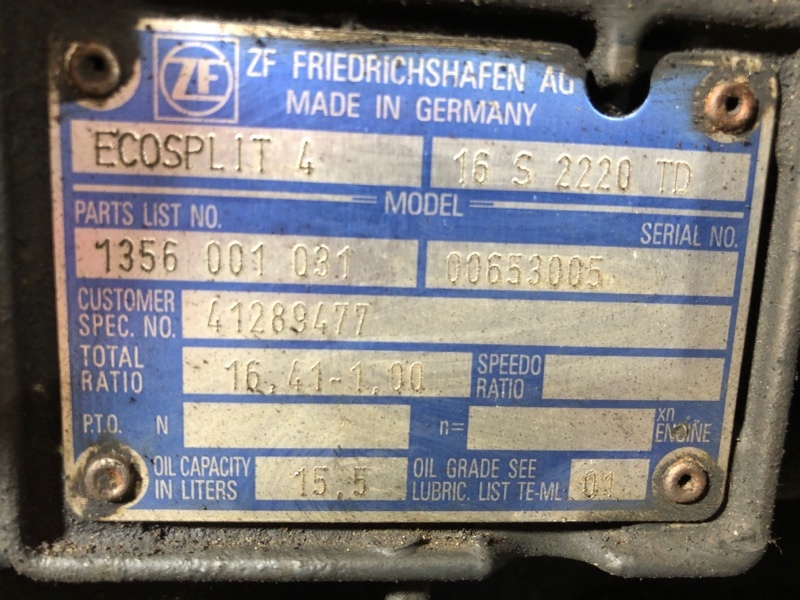 ZF ZF FRIEDRICHSHAFEN AG
MADE IN GERMANY
ECOSPLIT 4 16 S 2220 TD
MODEL
PARTS LIST NO. SERIAL NO.
1356 001 031 00653005
CUSTOMER SPEC. NO. 41289477
TOTAL RATIO 16,41-1,00 SPEEDO RATIO
P.T.O. N n= xn ENGINE
OIL CAPACITY IN LITERS 15,5 OIL GRADE SEE LUBRIC. LIST TE-ML 01